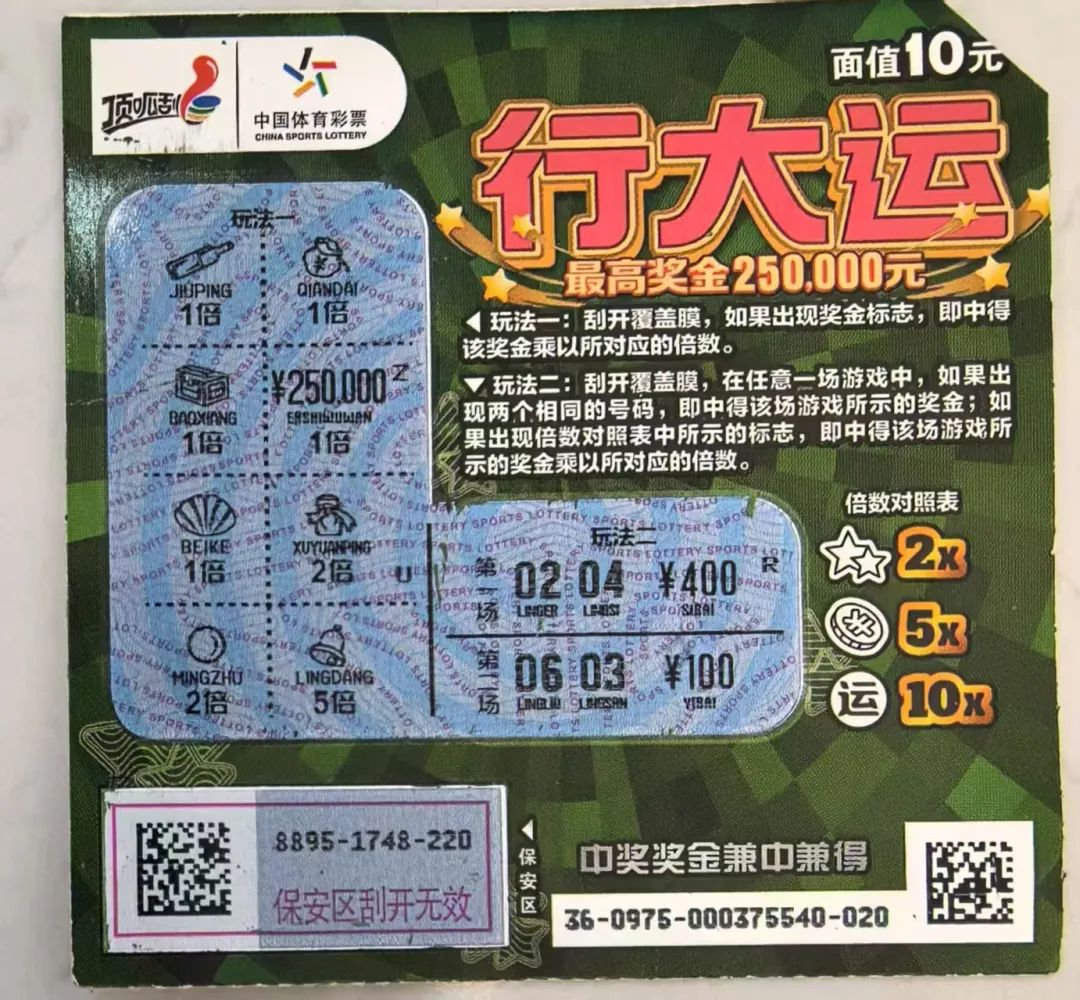 顶呱刮
中国体育彩票
CHINA SPORTS LOTTERY
面值10元
行大运
最高奖金250,000元
玩法一：刮开覆盖膜，如果出现奖金标志，即中得
该奖金乘以所对应的倍数。
玩法二：刮开覆盖膜，在任意一场游戏中，如果出
现两个相同的号码，即中得该场游戏所示的奖金；如
果出现倍数对照表中所示的标志，即中得该场游戏所
示的奖金乘以所对应的倍数。
玩法一
JIUPING QIANDAI
1倍 1倍
¥250,000 Z
BAOXIANG ERSHIWUWAN
1倍 1倍
BEIKE XUYUANPING
1倍 2倍 U
MINGZHU LINGDANG
2倍 5倍
玩法二
第一场 02 04 ¥400 R
LINGER LINGSI SIBAI
第二场 06 03 ¥100
LINGLIU LINGSAN YIBAI
倍数对照表
2x
5x
运 10x
8895-1748-220
保安区刮开无效
保安区
中奖奖金兼中兼得
36-0975-000375540-020